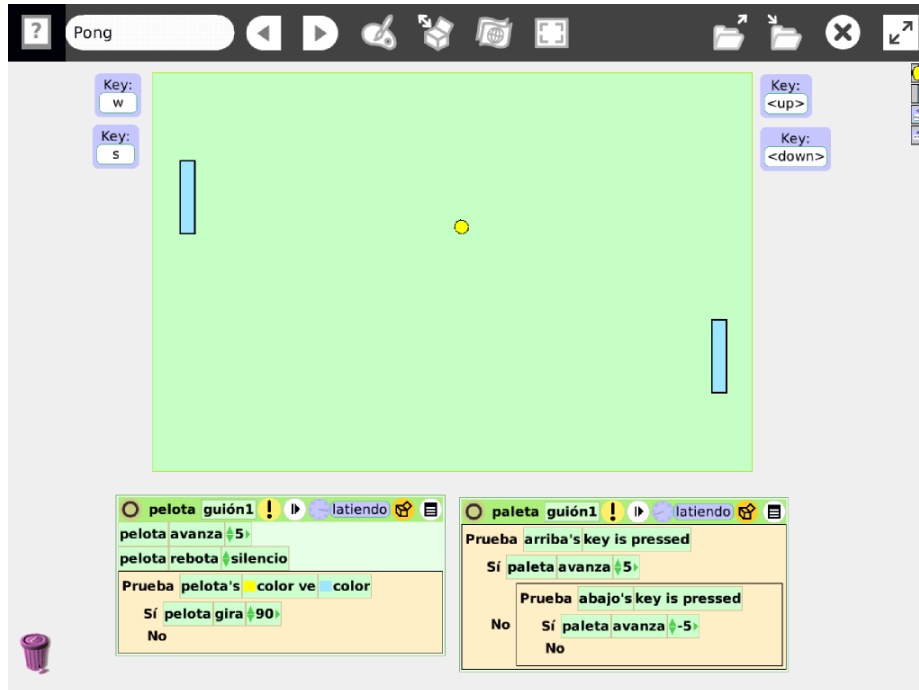 ?
Pong
Key:
w
Key:
s
Key:
<up>
Key:
<down>
pelota guión1 ! latiendo
pelota avanza 5
pelota rebota silencio
Prueba pelota's color ve color
Sí pelota gira 90
No
paleta guión1 ! latiendo
Prueba arriba's key is pressed
Sí paleta avanza 5
No
Prueba abajo's key is pressed
Sí paleta avanza -5
No